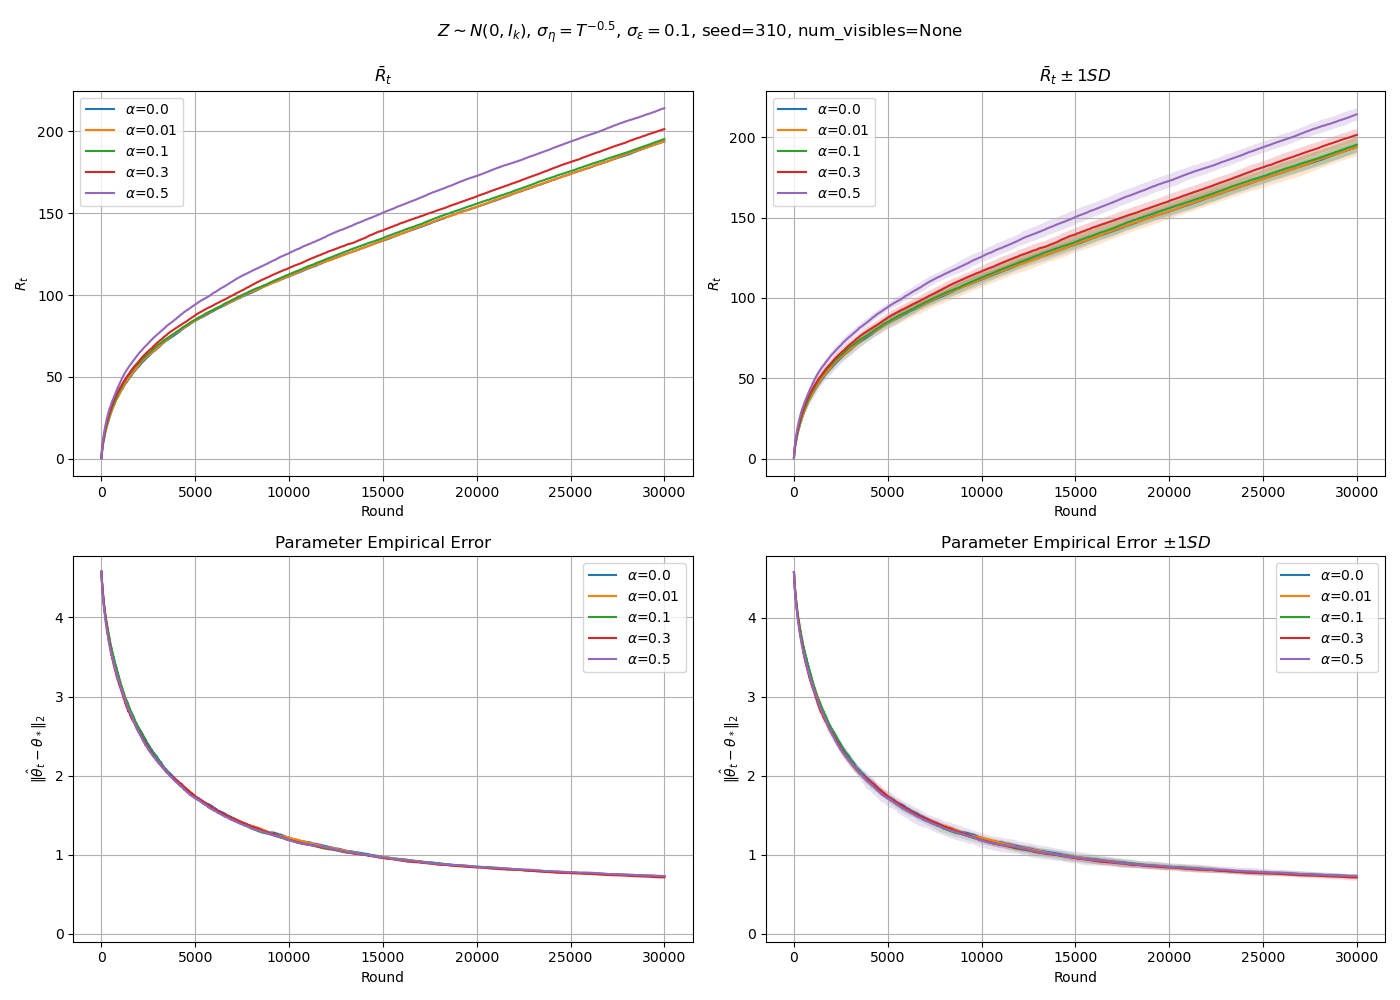 Z ~ N(0, I_k), σ_η = T^{-0.5}, σ_ε = 0.1, seed=310, num_visibles=None
R̄_t
R_t
200
150
100
50
0
α=0.0
α=0.01
α=0.1
α=0.3
α=0.5
0 5000 10000 15000 20000 25000 30000
Round
R̄_t ± 1SD
R_t
200
150
100
50
0
α=0.0
α=0.01
α=0.1
α=0.3
α=0.5
0 5000 10000 15000 20000 25000 30000
Round
Parameter Empirical Error
‖θ̂_t − θ_*‖_2
4
3
2
1
0
α=0.0
α=0.01
α=0.1
α=0.3
α=0.5
0 5000 10000 15000 20000 25000 30000
Round
Parameter Empirical Error ±1SD
‖θ̂_t − θ_*‖_2
4
3
2
1
0
α=0.0
α=0.01
α=0.1
α=0.3
α=0.5
0 5000 10000 15000 20000 25000 30000
Round